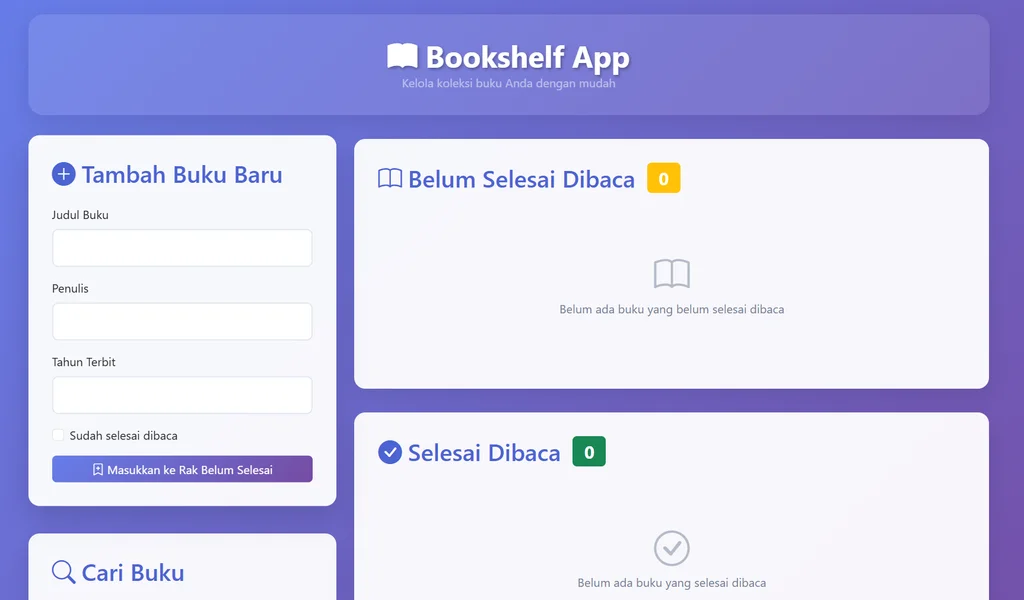 Bookshelf App
Kelola koleksi buku Anda dengan mudah
Tambah Buku Baru
Judul Buku
Penulis
Tahun Terbit
Sudah selesai dibaca
Masukkan ke Rak Belum Selesai
Cari Buku
Belum Selesai Dibaca 0
Belum ada buku yang belum selesai dibaca
Selesai Dibaca 0
Belum ada buku yang selesai dibaca